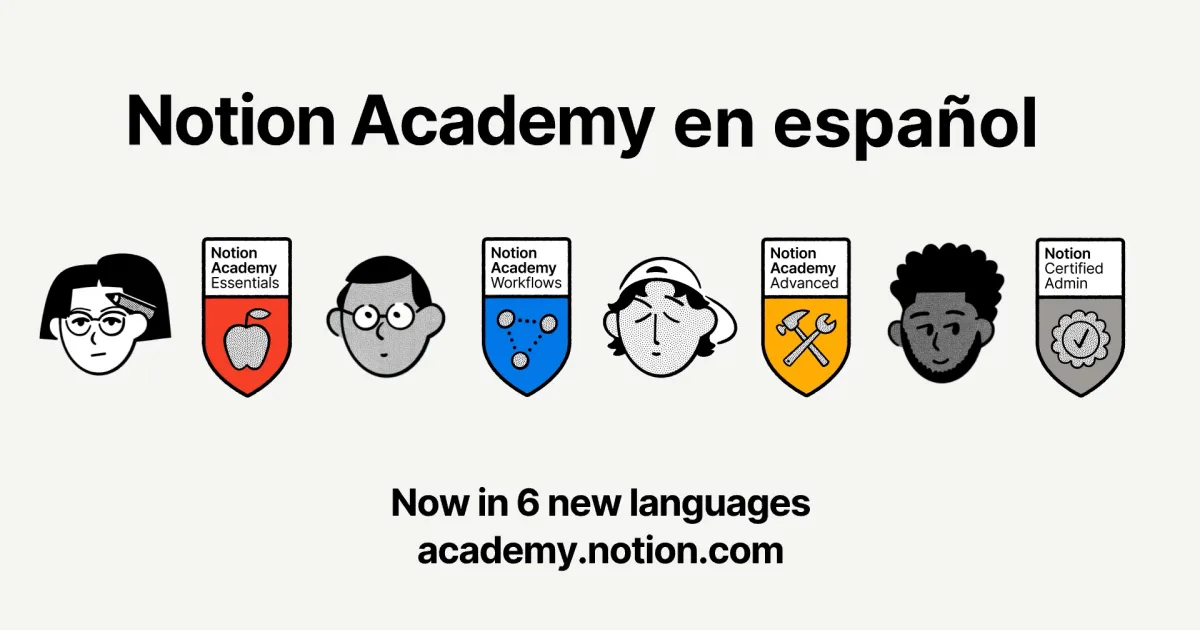 Notion Academy en español
Notion
Academy
Essentials
Notion
Academy
Workflows
Notion
Academy
Advanced
Notion
Certified
Admin
Now in 6 new languages
academy.notion.com